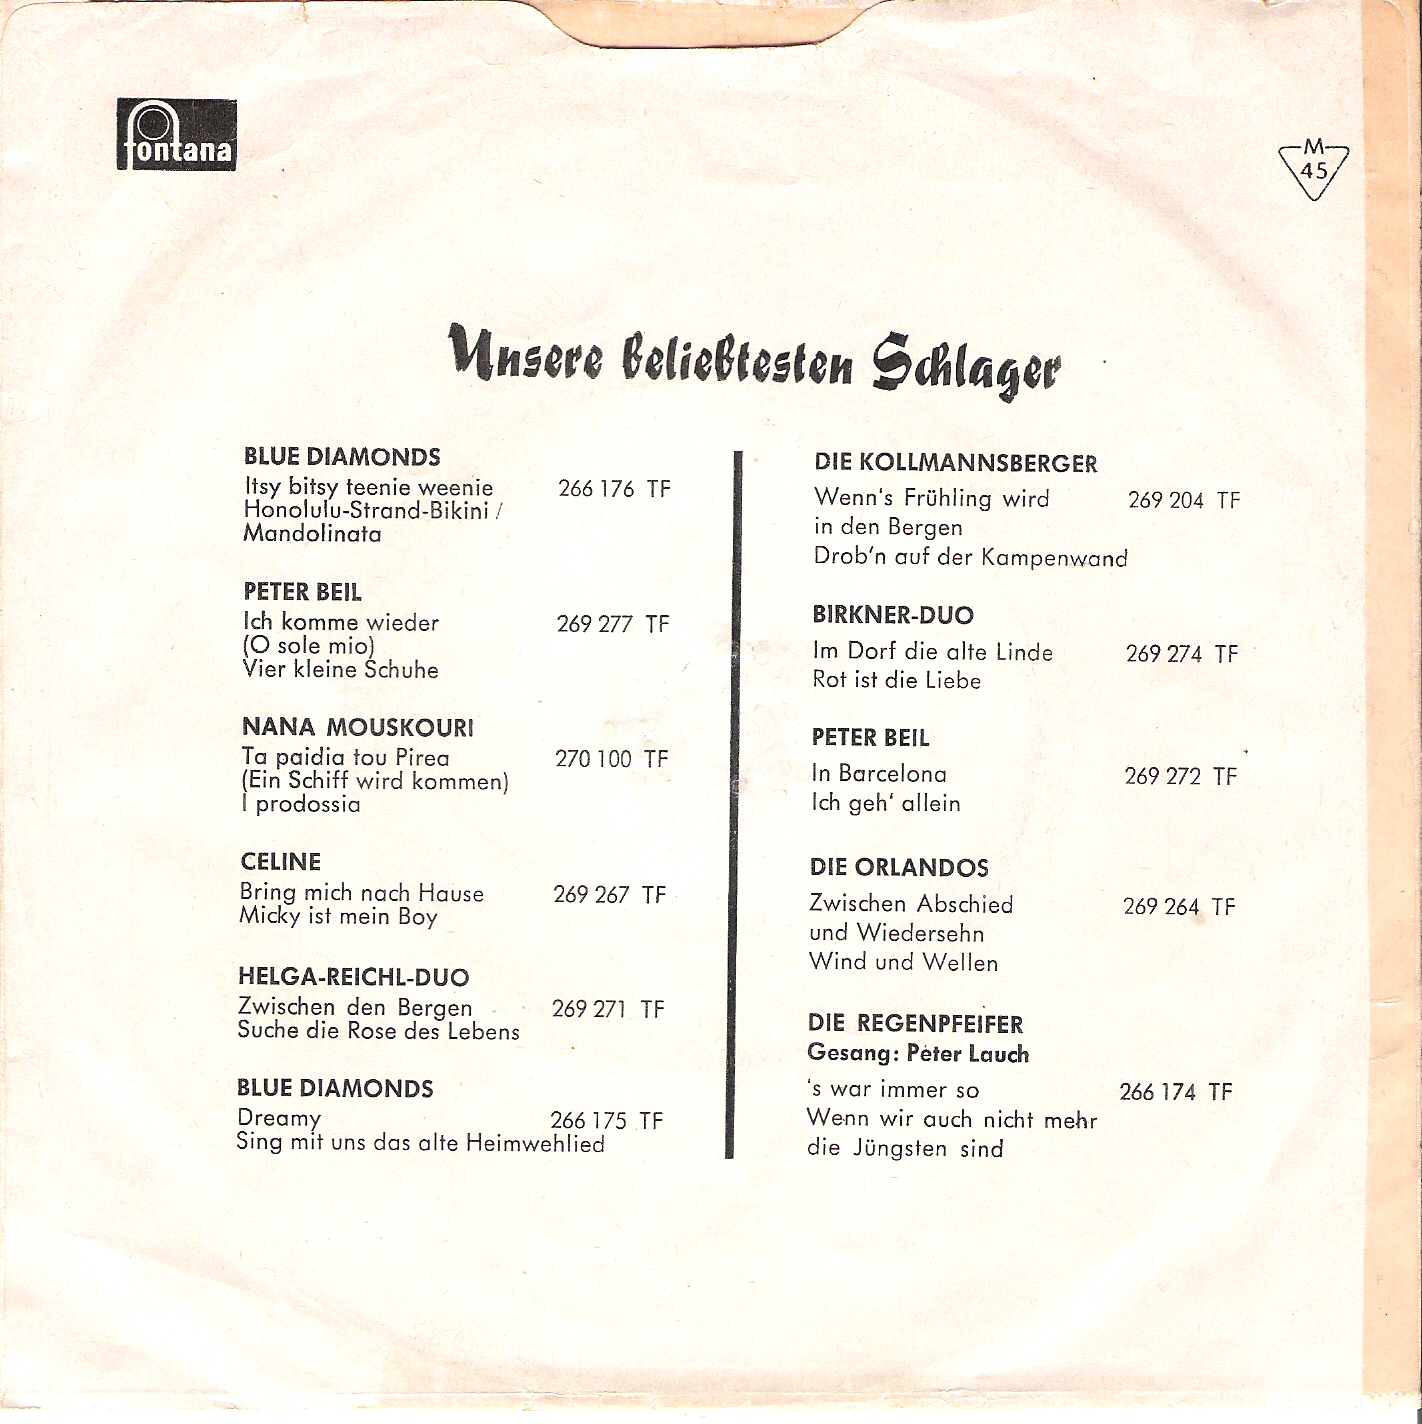 fontana
M
45
Unsere beliebtesten Schlager
BLUE DIAMONDS
Itsy bitsy teenie weenie 266 176 TF
Honolulu-Strand-Bikini /
Mandolinata
PETER BEIL
Ich komme wieder 269 277 TF
(O sole mio)
Vier kleine Schuhe
NANA MOUSKOURI
Ta paidia tou Pirea 270 100 TF
(Ein Schiff wird kommen)
I prodossia
CELINE
Bring mich nach Hause 269 267 TF
Micky ist mein Boy
HELGA-REICHL-DUO
Zwischen den Bergen 269 271 TF
Suche die Rose des Lebens
BLUE DIAMONDS
Dreamy 266 175 TF
Sing mit uns das alte Heimwehlied
DIE KOLLMANNSBERGER
Wenn's Frühling wird 269 204 TF
in den Bergen
Drob'n auf der Kampenwand
BIRKNER-DUO
Im Dorf die alte Linde 269 274 TF
Rot ist die Liebe
PETER BEIL
In Barcelona 269 272 TF
Ich geh' allein
DIE ORLANDOS
Zwischen Abschied 269 264 TF
und Wiedersehn
Wind und Wellen
DIE REGENPFEIFER
Gesang: Peter Lauch
's war immer so 266 174 TF
Wenn wir auch nicht mehr
die Jüngsten sind